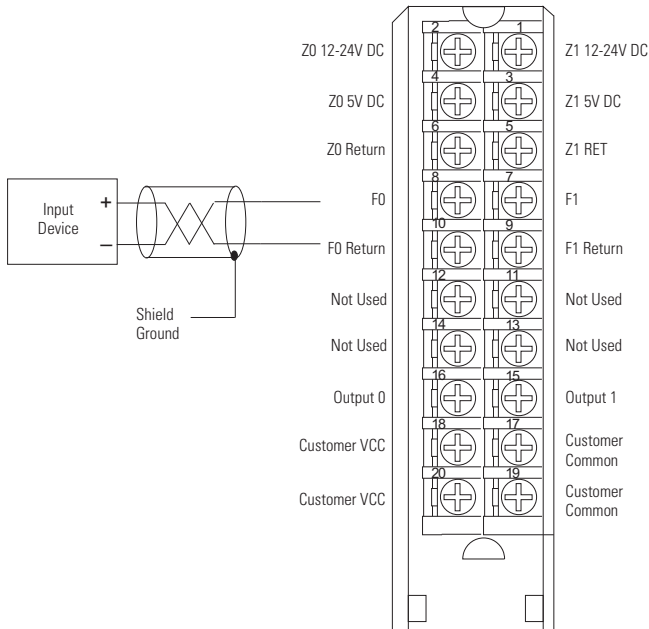 2 1
Z0 12-24V DC Z1 12-24V DC
4 3
Z0 5V DC Z1 5V DC
6 5
Z0 Return Z1 RET
8 7
Input
Device
+
–
F0 F1
10 9
F0 Return F1 Return
12 11
Not Used Not Used
Shield
Ground
14 13
Not Used Not Used
16 15
Output 0 Output 1
18 17
Customer VCC Customer
Common
20 19
Customer VCC Customer
Common